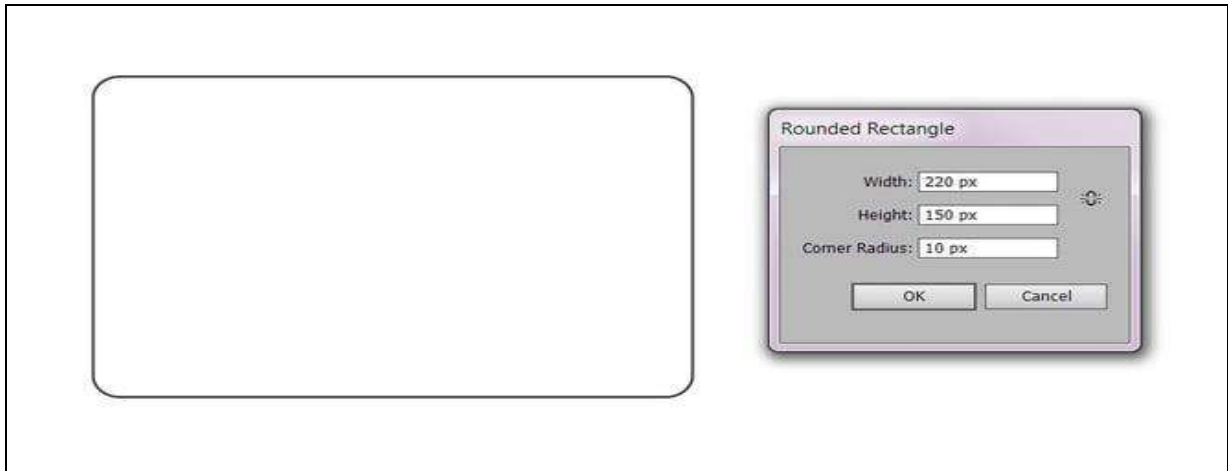 Rounded Rectangle
Width: 220 px
Height: 150 px
Corner Radius: 10 px
OK Cancel